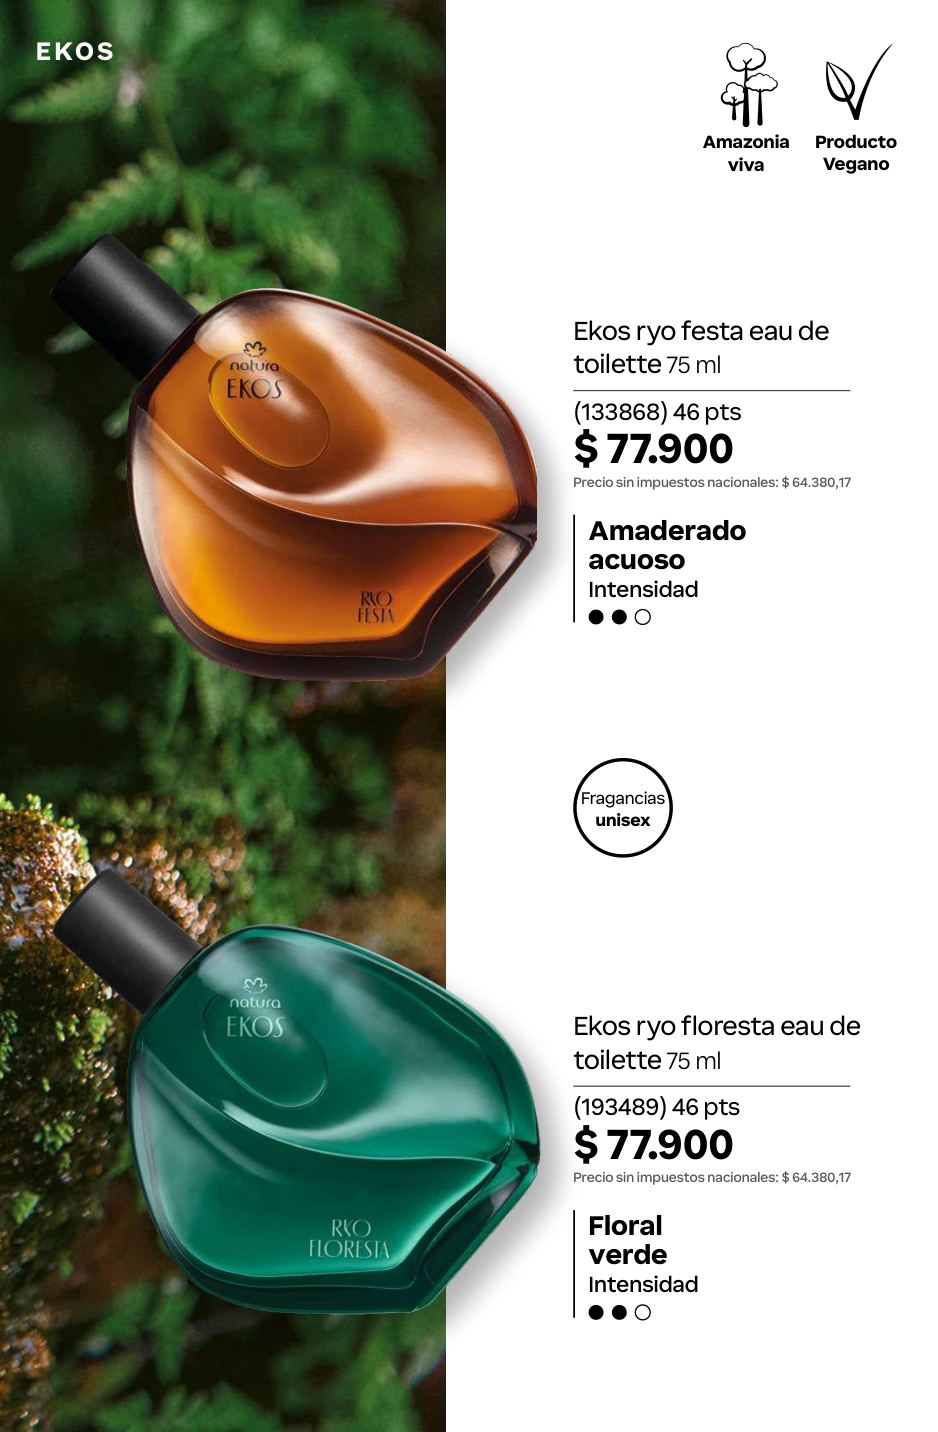 EKOS
Amazonia
viva
Producto
Vegano
natura
EKOS
RYO
FESTA
Ekos ryo festa eau de
toilette 75 ml
(133868) 46 pts
$ 77.900
Precio sin impuestos nacionales: $ 64.380,17
Amaderado
acuoso
Intensidad
Fragancias
unisex
natura
EKOS
RYO
FLORESTA
Ekos ryo floresta eau de
toilette 75 ml
(193489) 46 pts
$ 77.900
Precio sin impuestos nacionales: $ 64.380,17
Floral
verde
Intensidad